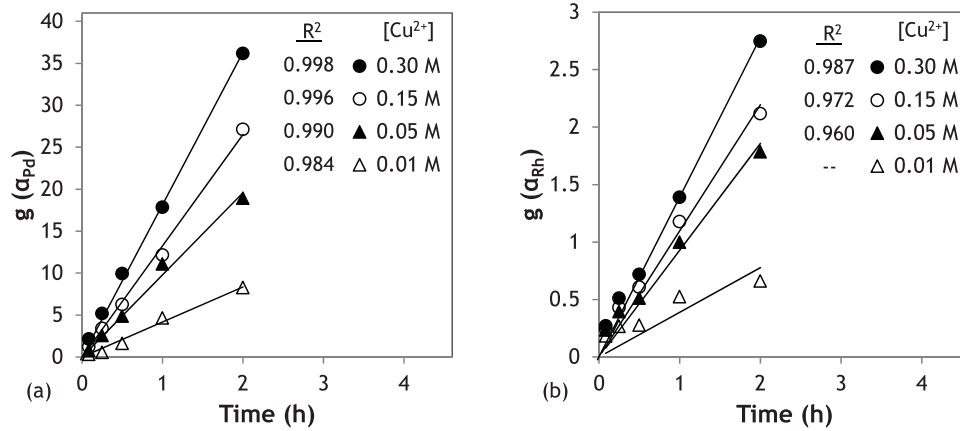 R² [Cu²⁺]
0.998 ● 0.30 M
0.996 ○ 0.15 M
0.990 ▲ 0.05 M
0.984 △ 0.01 M
40
35
30
25
20
15
10
5
0
g (αPd)
0 1 2 3 4
Time (h)
(a)
R² [Cu²⁺]
0.987 ● 0.30 M
0.972 ○ 0.15 M
0.960 ▲ 0.05 M
-- △ 0.01 M
3
2.5
2
1.5
1
0.5
0
g (αRh)
0 1 2 3 4
Time (h)
(b)